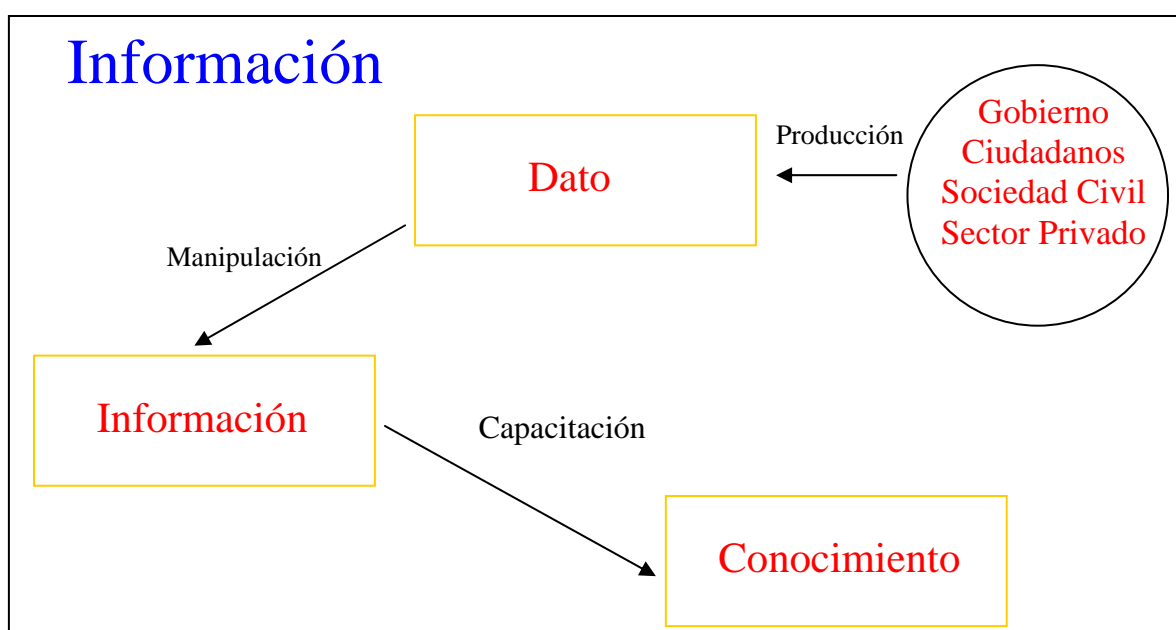 Información
Gobierno
Ciudadanos
Sociedad Civil
Sector Privado
Producción
Dato
Manipulación
Información
Capacitación
Conocimiento